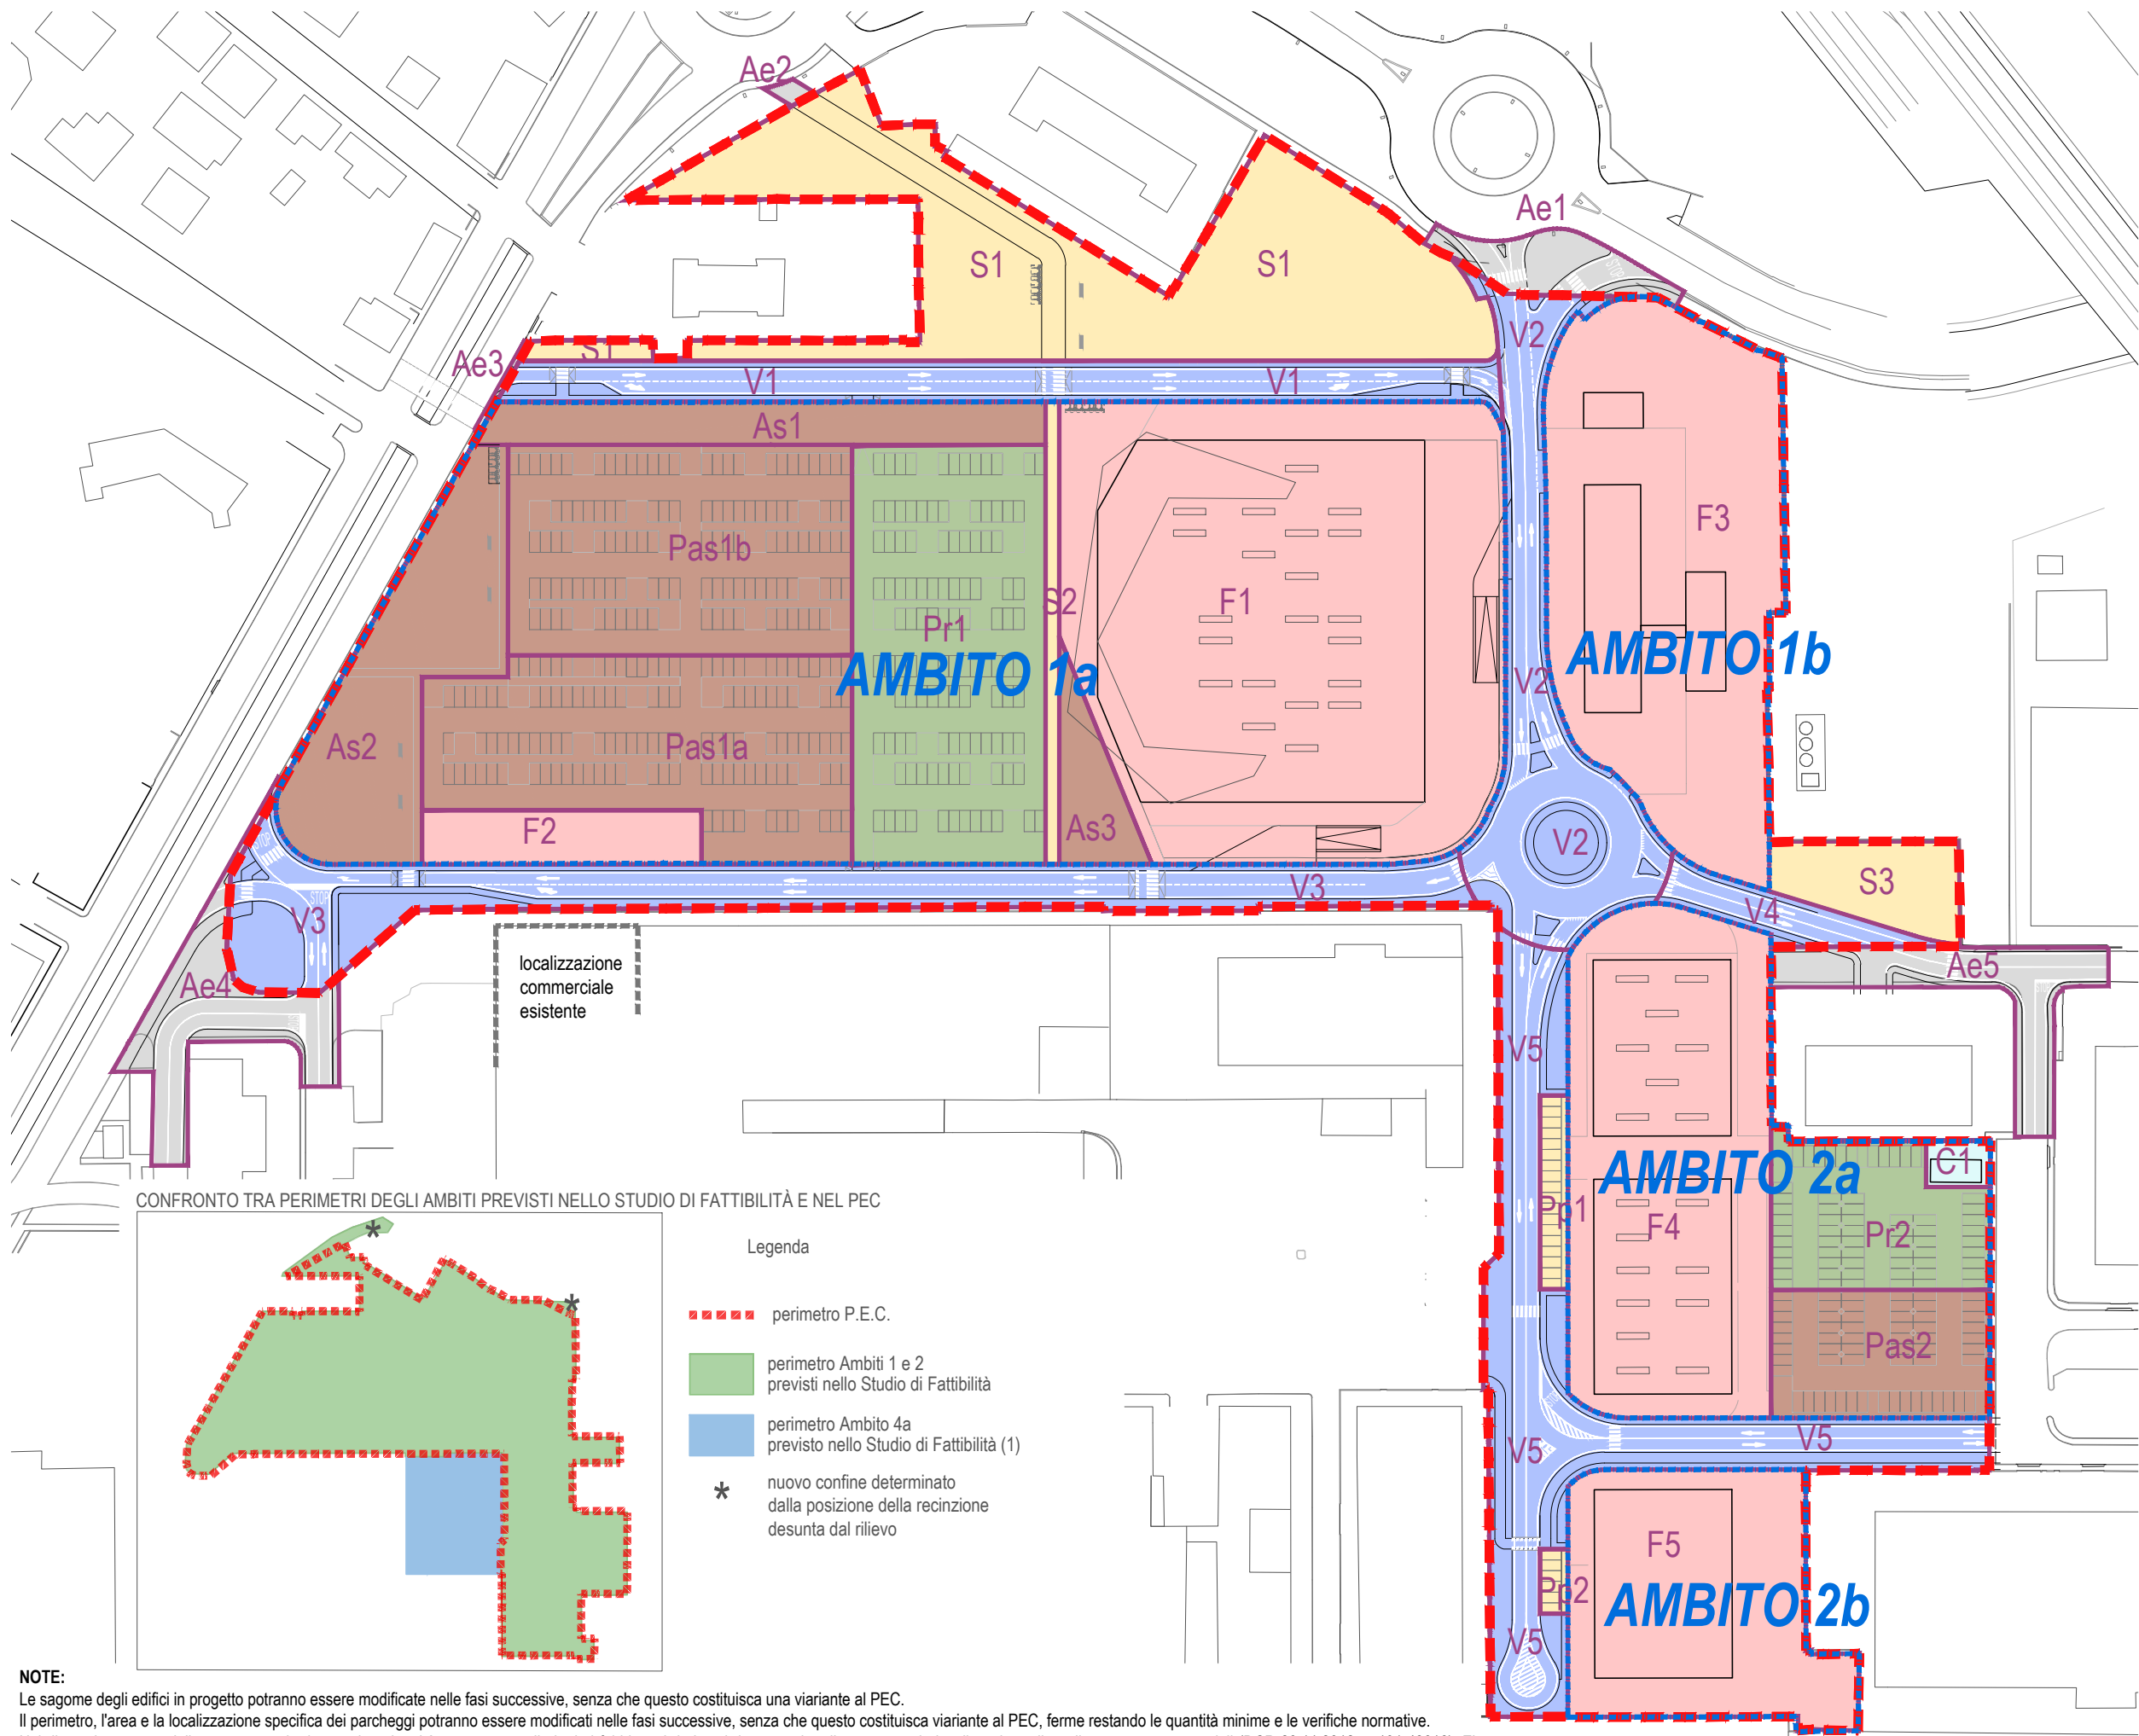 Ae2
Ae1
S1
S1
V2
S1
Ae3
V1
V1
As1
F3
Pas1b
S2
F1
Pr1
AMBITO 1a
AMBITO 1b
V2
As2
Pas1a
F2
As3
V2
S3
V3
V4
V3
STOP
Ae4
Ae5
localizzazione
commerciale
esistente
V5
AMBITO 2a
C1
Pp1
F4
Pr2
Pas2
V5
V5
F5
Pp2
AMBITO 2b
V5
CONFRONTO TRA PERIMETRI DEGLI AMBITI PREVISTI NELLO STUDIO DI FATTIBILITÀ E NEL PEC
Legenda
perimetro P.E.C.
perimetro Ambiti 1 e 2
previsti nello Studio di Fattibilità
perimetro Ambito 4a
previsto nello Studio di Fattibilità (1)
* nuovo confine determinato
dalla posizione della recinzione
desunta dal rilievo
NOTE:
Le sagome degli edifici in progetto potranno essere modificate nelle fasi successive, senza che questo costituisca una viariante al PEC.
Il perimetro, l'area e la localizzazione specifica dei parcheggi potranno essere modificati nelle fasi successive, senza che questo costituisca viariante al PEC, ferme restando le quantità minime e le verifiche normative.